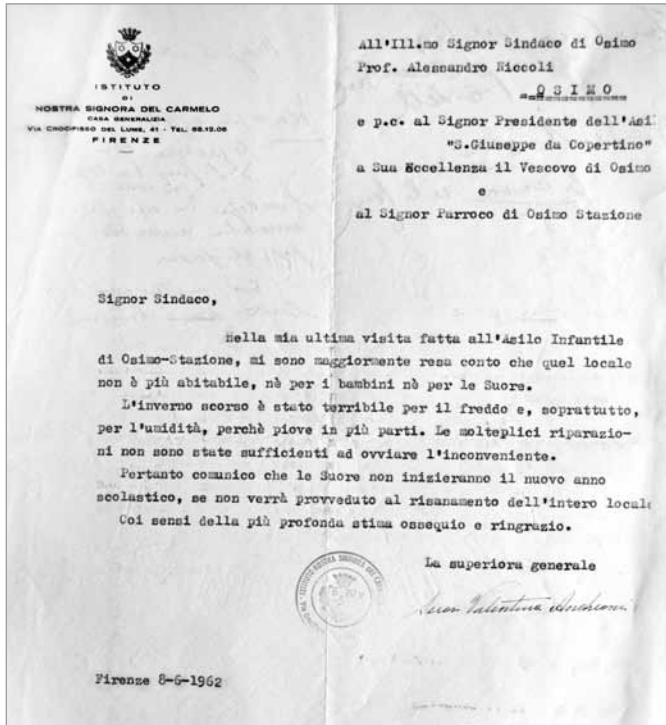 ISTITUTO
DI
NOSTRA SIGNORA DEL CARMELO
CASA GENERALIZIA
VIA CROCIFISSO DEL LUME, 41 - TEL. 68.12.06
FIRENZE
All'Ill.mo Signor Sindaco di Osimo
Prof. Alessandro Niccoli
OSIMO
e p.c. al Signor Presidente dell'Asi
"S.Giuseppe da Copertino"
a Sua Eccellenza il Vescovo di Osimo
e
al Signor Parroco di Osimo Stazione
Signor Sindaco,
Nella mia ultima visita fatta all'Asilo Infantile
di Osimo-Stazione, mi sono maggiormente resa conto che quel locale
non è più abitabile, nè per i bambini nè per le Suore.
L'inverno scorso è stato terribile per il freddo e, soprattutto,
per l'umidità, perchè piove in più parti. Le molteplici riparazio-
ni non sono state sufficienti ad ovviare l'inconveniente.
Pertanto comunico che le Suore non inizieranno il nuovo anno
scolastico, se non verrà provveduto al risanamento dell'intero locale
Coi sensi della più profonda stima ossequio e ringrazio.
La superiora generale
Suor Valentina
ISTITUTO NOSTRA SIGNORA DEL
Firenze 8-6-1962